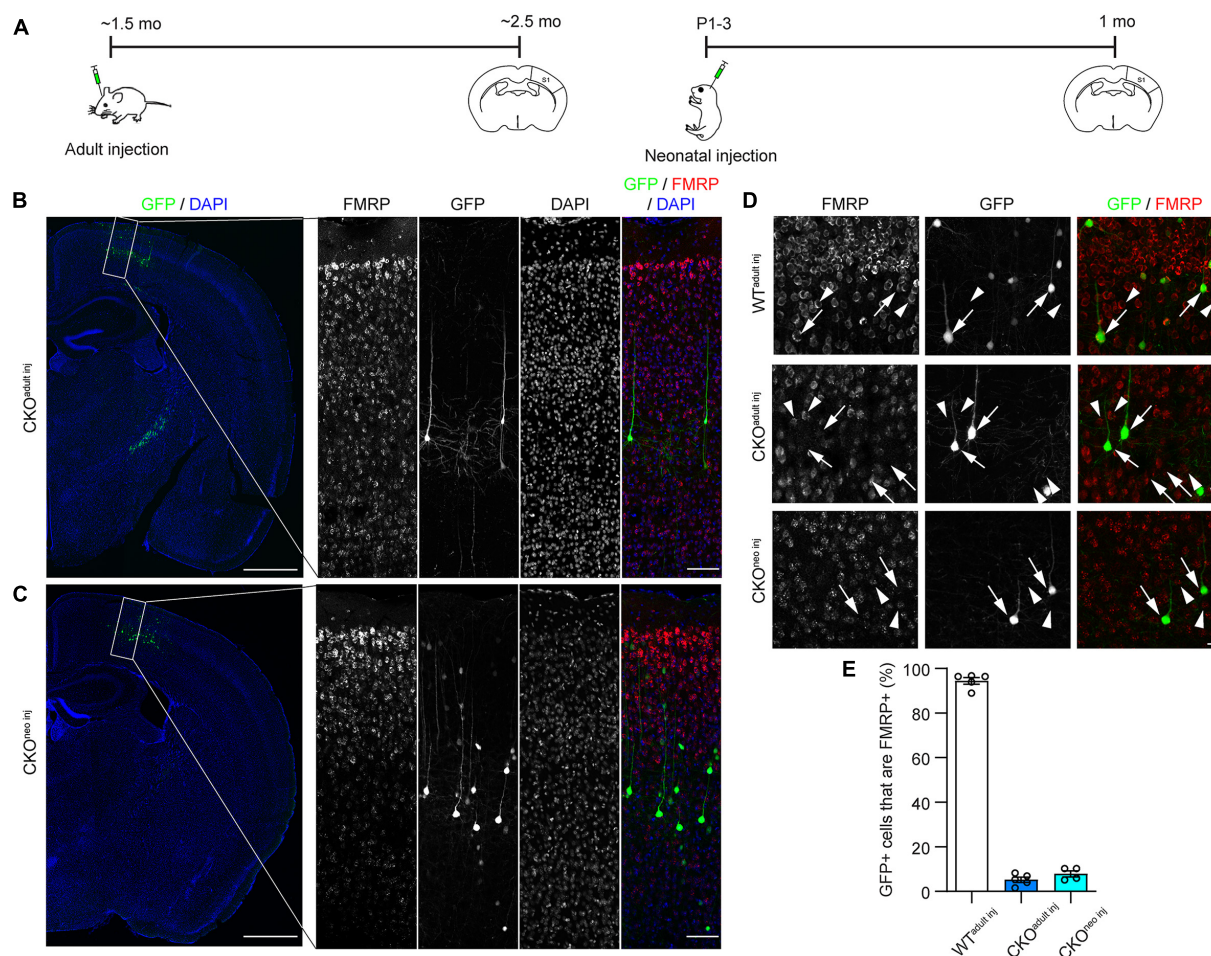 A
~1.5 mo
~2.5 mo
P1-3
1 mo
S1
S1
Adult injection
Neonatal injection
B
GFP / DAPI
FMRP
GFP
DAPI
GFP / FMRP
/ DAPI
CKOadult inj
C
CKOneo inj
D
FMRP
GFP
GFP / FMRP
WTadult inj
CKOadult inj
CKOneo inj
E
GFP+ cells that are FMRP+ (%)
100
80
60
40
20
0
WTadult inj
CKOadult inj
CKOneo inj